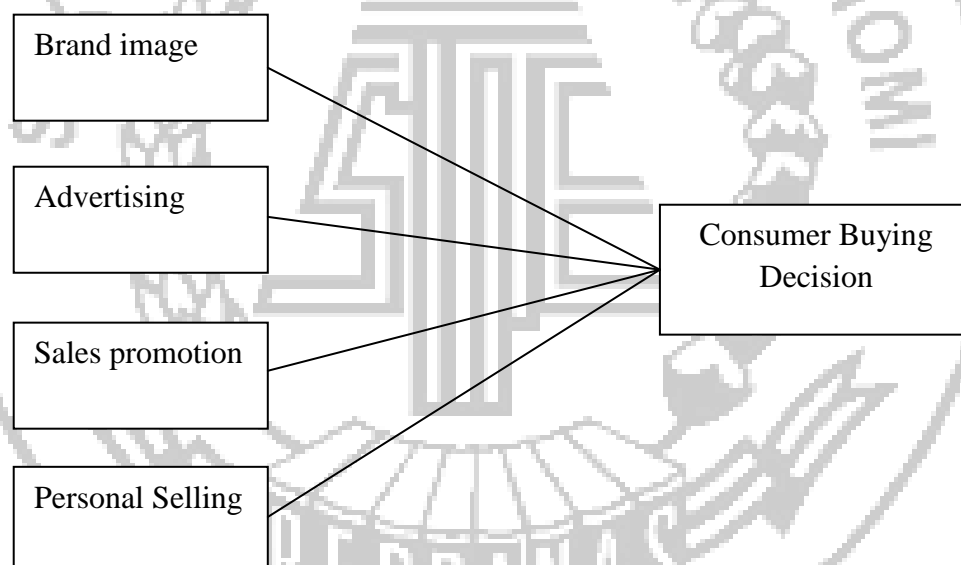 Brand image
Advertising
Consumer Buying
Decision
Sales promotion
Personal Selling